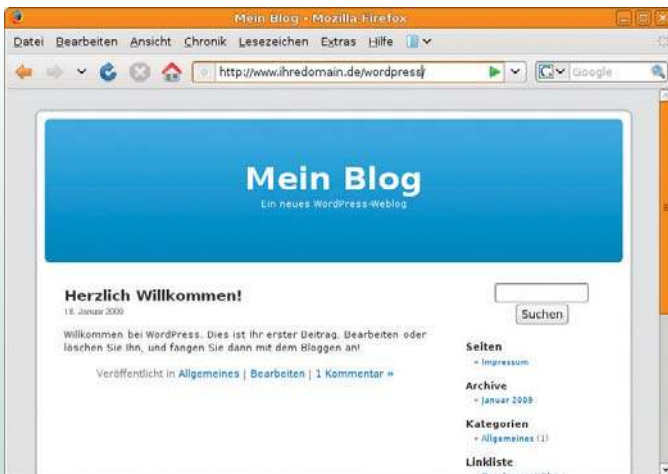 Mein Blog - Mozilla Firefox
Datei Bearbeiten Ansicht Chronik Lesezeichen Extras Hilfe
http://www.ihredomain.de/wordpress/
Google
Mein Blog
Ein neues WordPress-Weblog
Herzlich Willkommen!
18. Januar 2009
Willkommen bei WordPress. Dies ist Ihr erster Beitrag. Bearbeiten oder
löschen Sie Ihn, und fangen Sie dann mit dem Bloggen an!
Veröffentlicht in Allgemeines | Bearbeiten | 1 Kommentar »
Suchen
Seiten
» Impressum
Archive
» Januar 2009
Kategorien
» Allgemeines (1)
Linkliste